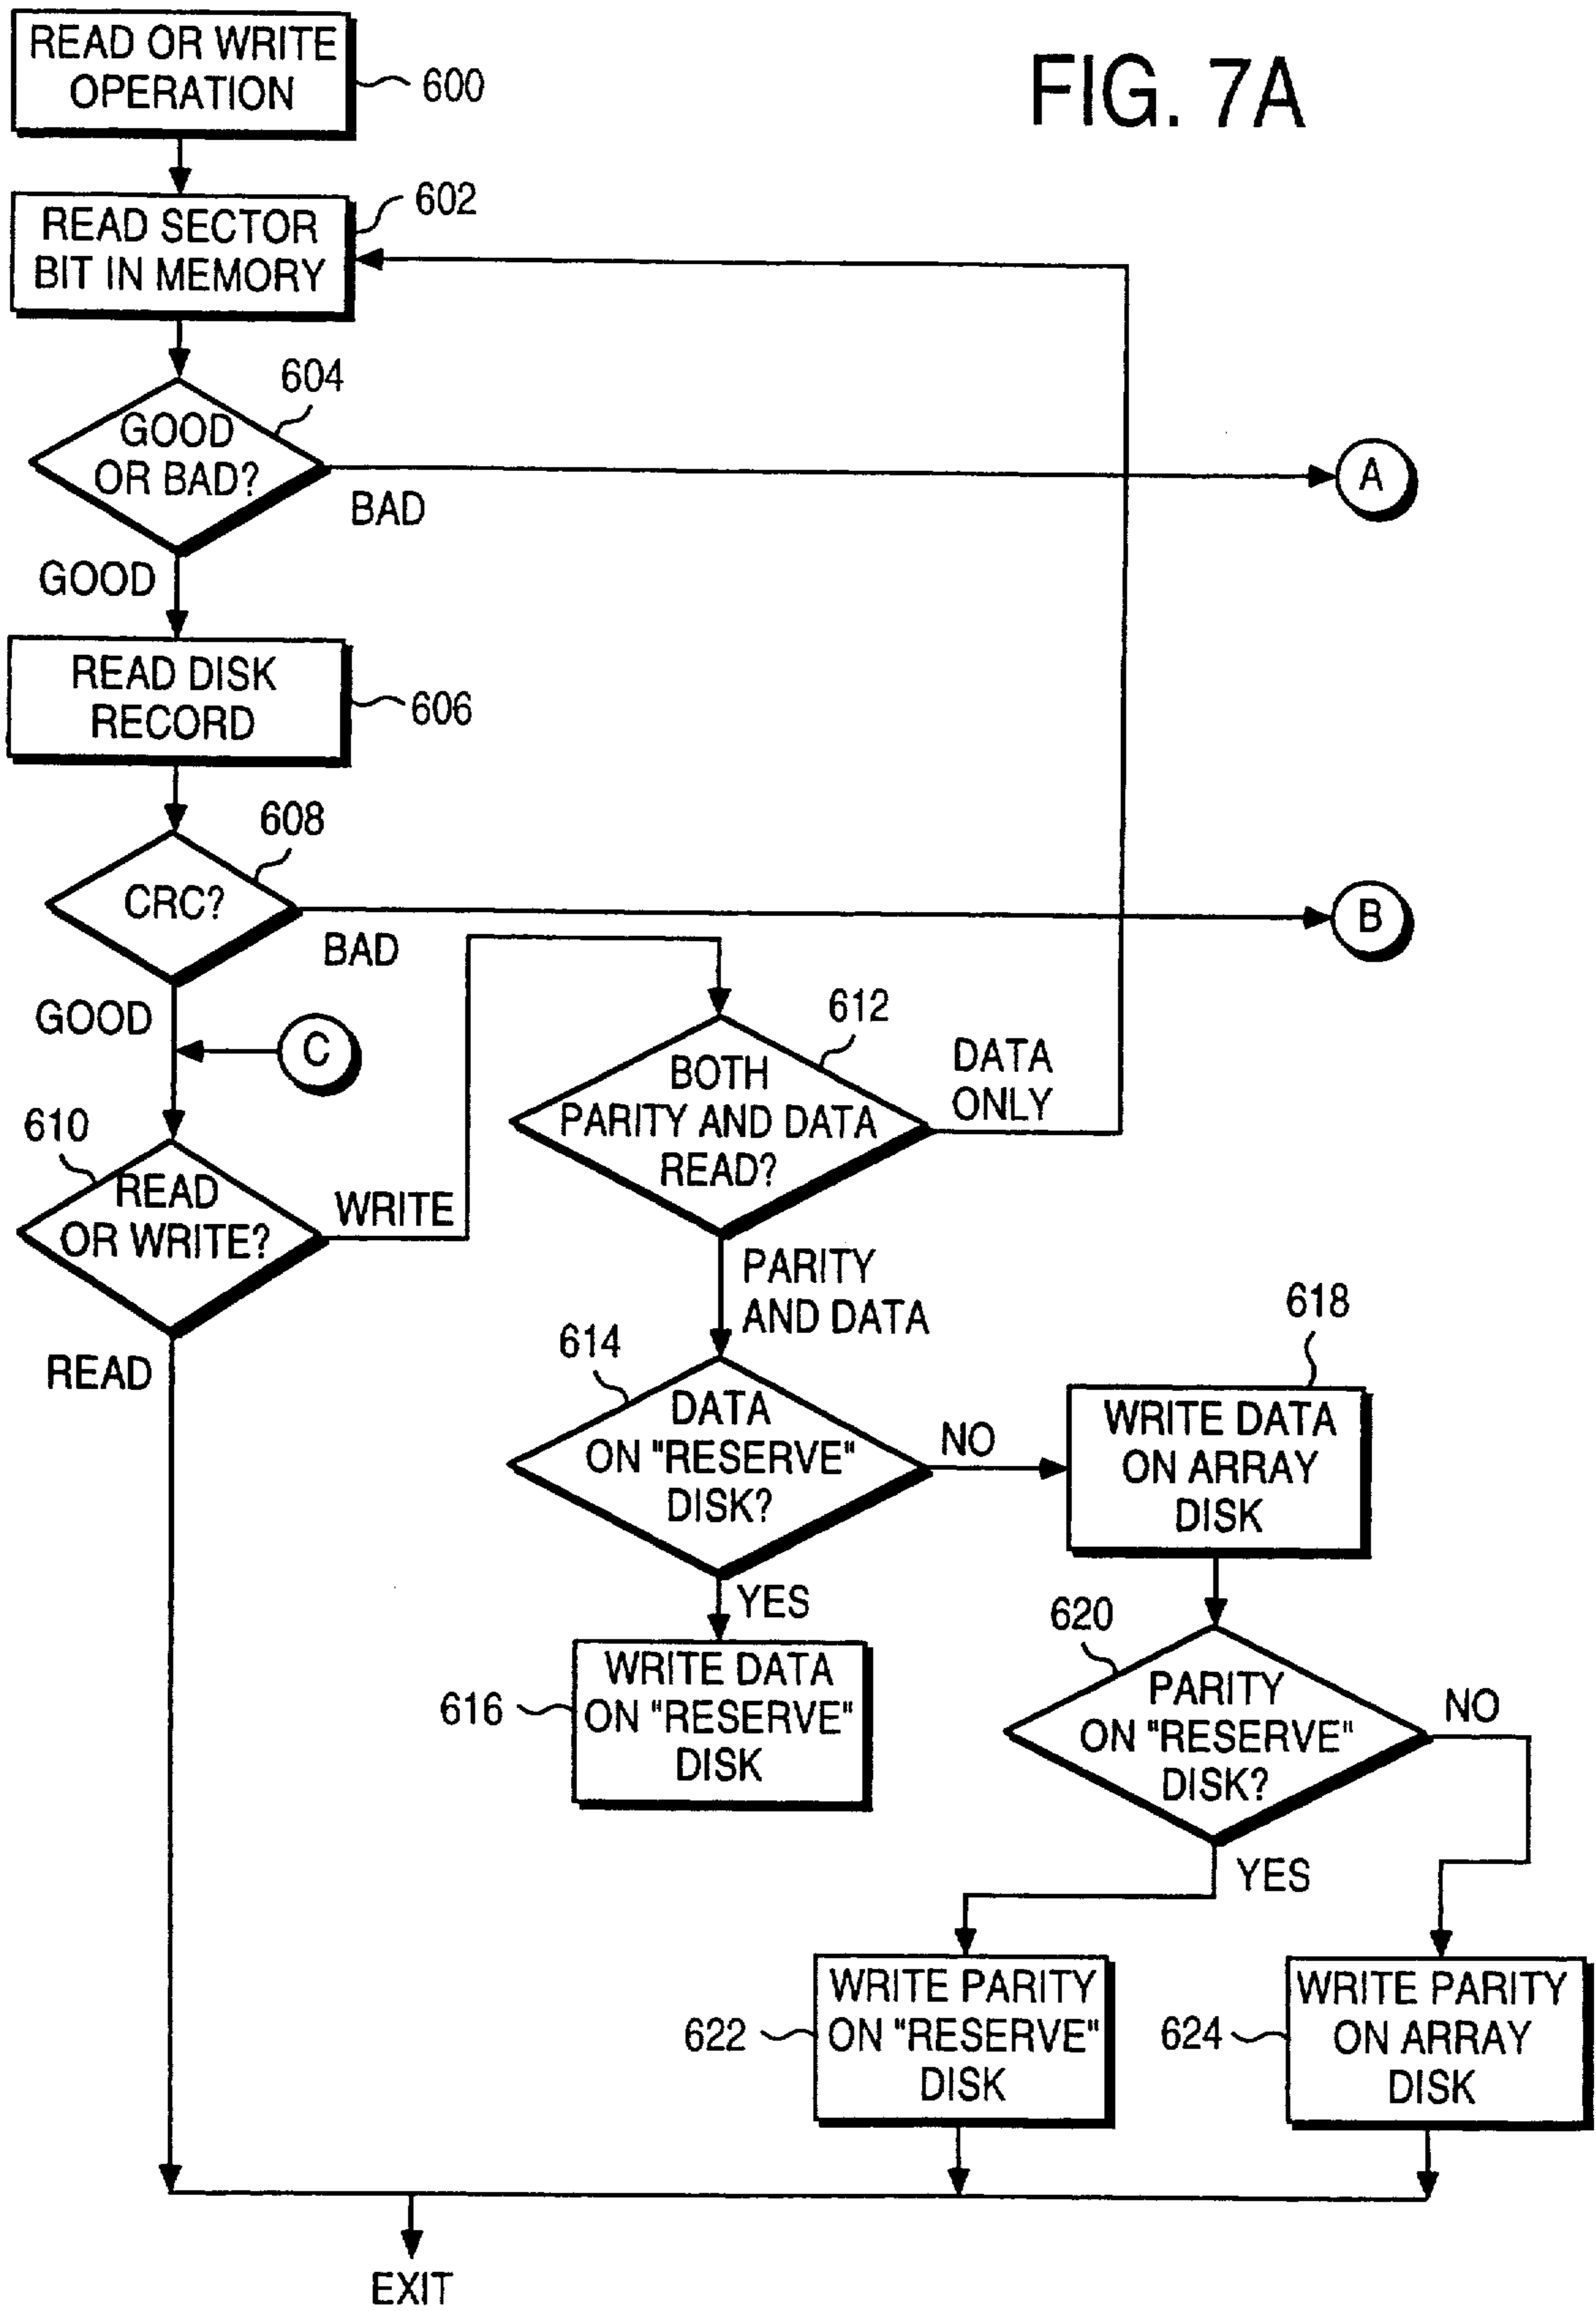 FIG. 7A
READ OR WRITE
OPERATION
600
READ SECTOR
BIT IN MEMORY
602
604
GOOD
OR BAD?
BAD
A
GOOD
READ DISK
RECORD
606
608
CRC?
BAD
B
GOOD
C
610
READ
OR WRITE?
WRITE
READ
612
BOTH
PARITY AND DATA
READ?
DATA
ONLY
PARITY
AND DATA
614
DATA
ON "RESERVE"
DISK?
NO
YES
616
WRITE DATA
ON "RESERVE"
DISK
618
WRITE DATA
ON ARRAY
DISK
620
PARITY
ON "RESERVE"
DISK?
NO
YES
622
WRITE PARITY
ON "RESERVE"
DISK
624
WRITE PARITY
ON ARRAY
DISK
EXIT